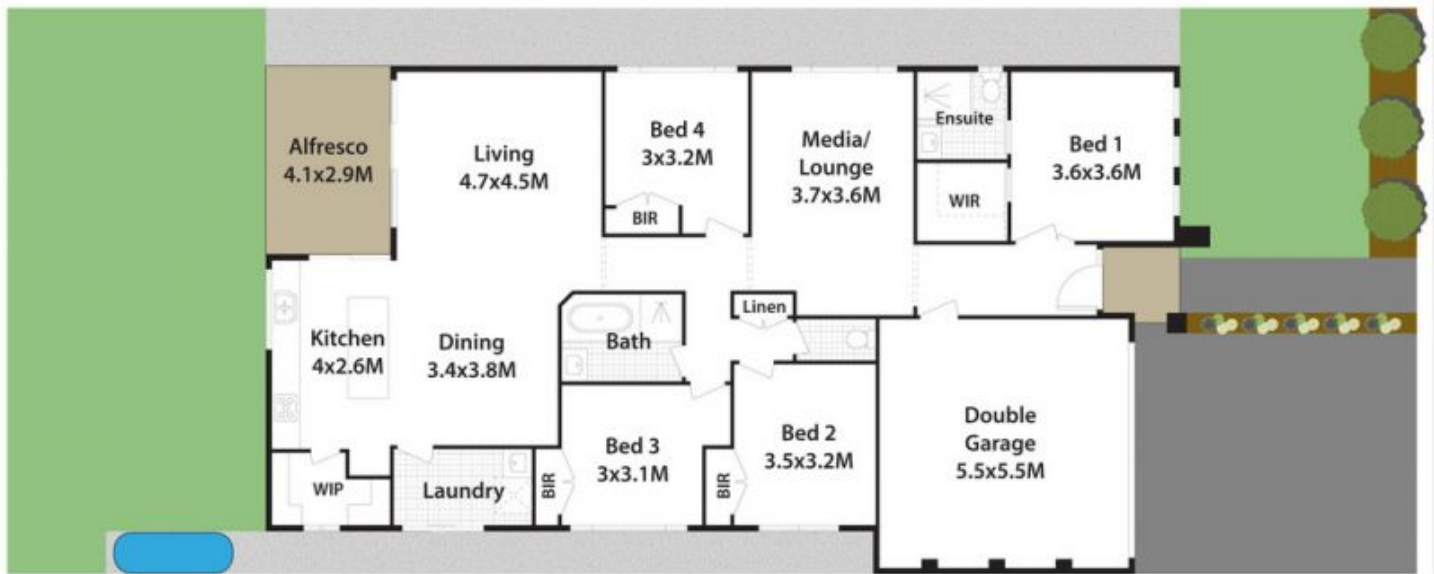 Alfresco
4.1x2.9M
Living
4.7x4.5M
Bed 4
3x3.2M
BIR
Media/
Lounge
3.7x3.6M
Ensuite
WIR
Bed 1
3.6x3.6M
Kitchen
4x2.6M
Dining
3.4x3.8M
Bath
Linen
WIP
Laundry
BIR
Bed 3
3x3.1M
BIR
Bed 2
3.5x3.2M
Double
Garage
5.5x5.5M